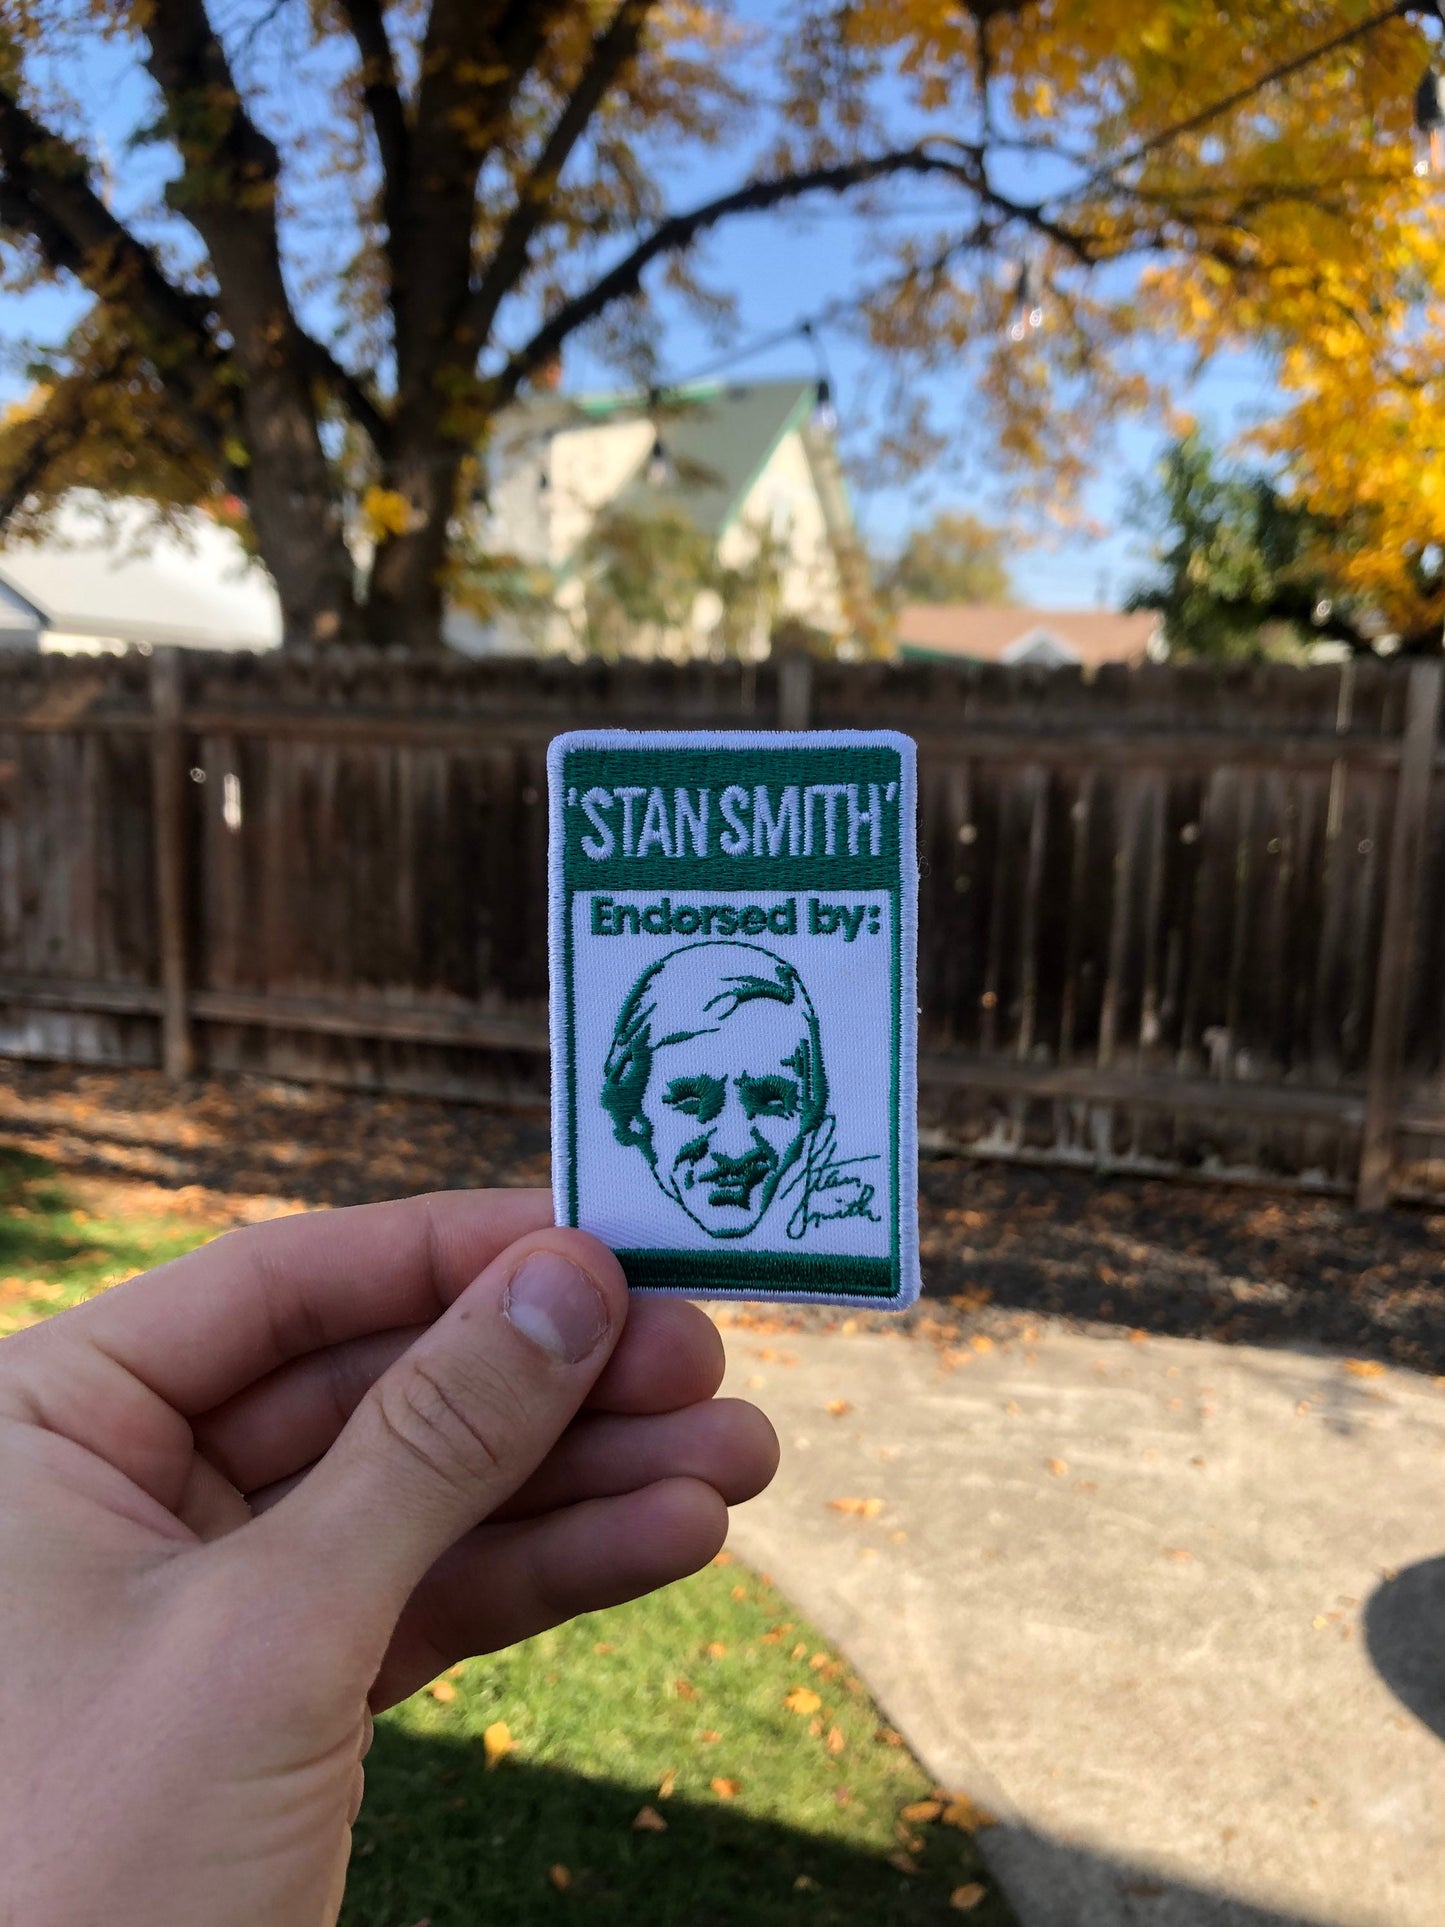 'STAN SMITH'
Endorsed by:
Stan
Smith